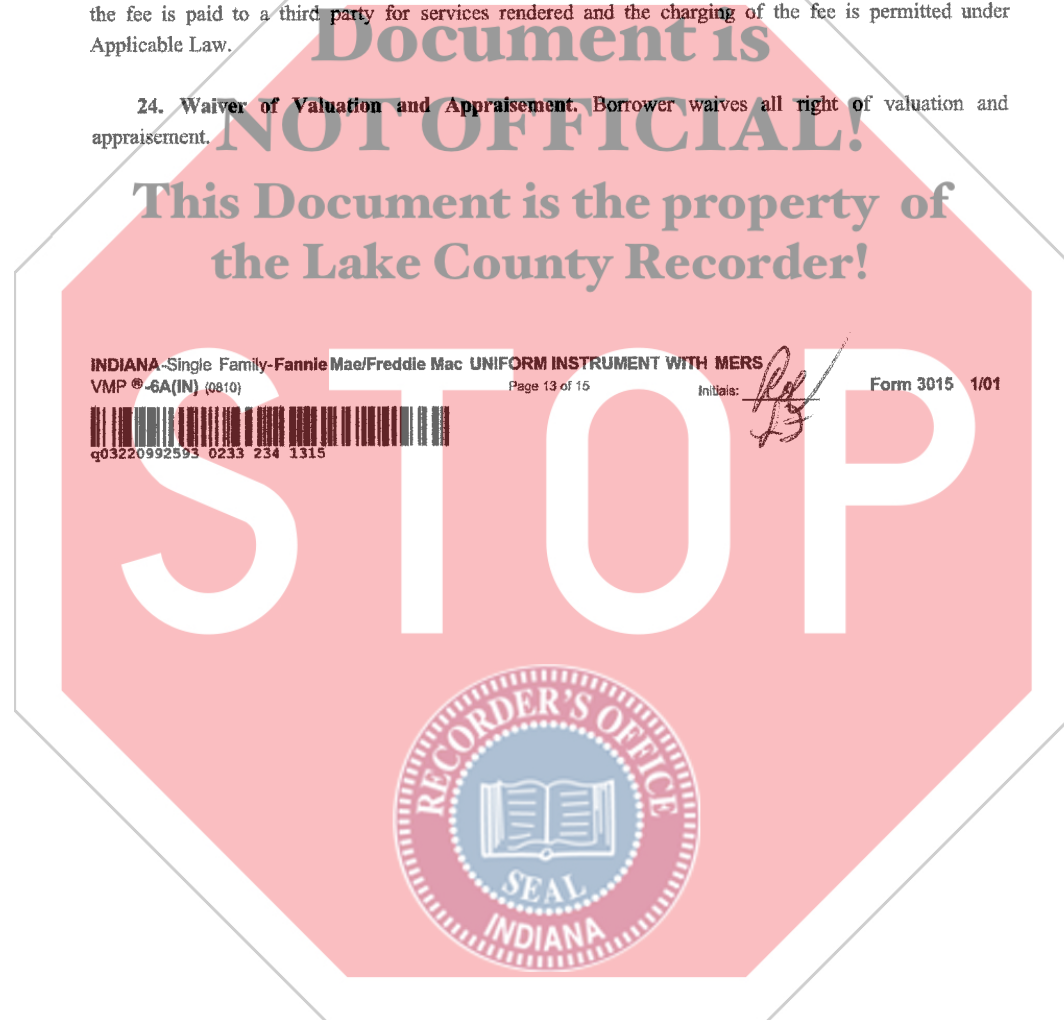 the fee is paid to a third party for services rendered and the charging of the fee is permitted under
Applicable Law.
Document is
24. Waiver of Valuation and Appraisement. Borrower waives all right of valuation and
appraisement.
NOT OFFICIAL!
This Document is the property of
the Lake County Recorder!
INDIANA-Single Family-Fannie Mae/Freddie Mac UNIFORM INSTRUMENT WITH MERS
VMP ®-6A(IN) (0810)
Page 13 of 15
Initials:
Form 3015 1/01
q03220992593 0233 234 1315
STOP
RECORDER'S OFFICE
SEAL
INDIANA